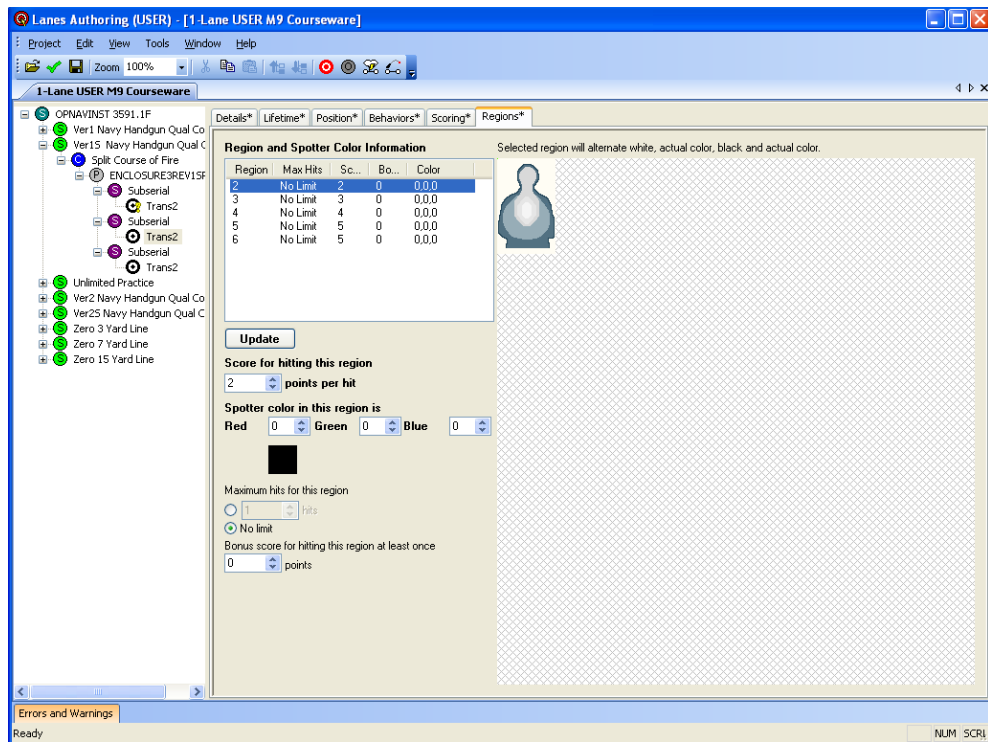 Lanes Authoring (USER) - [1-Lane USER M9 Courseware]
Project Edit View Tools Window Help
Zoom 100%
1-Lane USER M9 Courseware
OPNAVINST 3591.1F
Ver1 Navy Handgun Qual Co
Ver1S Navy Handgun Qual C
Split Course of Fire
ENCLOSURE3REV1SF
Subserial
Trans2
Subserial
Trans2
Subserial
Trans2
Unlimited Practice
Ver2 Navy Handgun Qual Co
Ver2S Navy Handgun Qual C
Zero 3 Yard Line
Zero 7 Yard Line
Zero 15 Yard Line
Details* Lifetime* Position* Behaviors* Scoring* Regions*
Region and Spotter Color Information
Region Max Hits Sc... Bo... Color
2 No Limit 2 0 0,0,0
3 No Limit 3 0 0,0,0
4 No Limit 4 0 0,0,0
5 No Limit 5 0 0,0,0
6 No Limit 5 0 0,0,0
Update
Score for hitting this region
2 points per hit
Spotter color in this region is
Red 0 Green 0 Blue 0
Maximum hits for this region
1 hits
No limit
Bonus score for hitting this region at least once
0 points
Selected region will alternate white, actual color, black and actual color.
Errors and Warnings
Ready
NUM SCRL